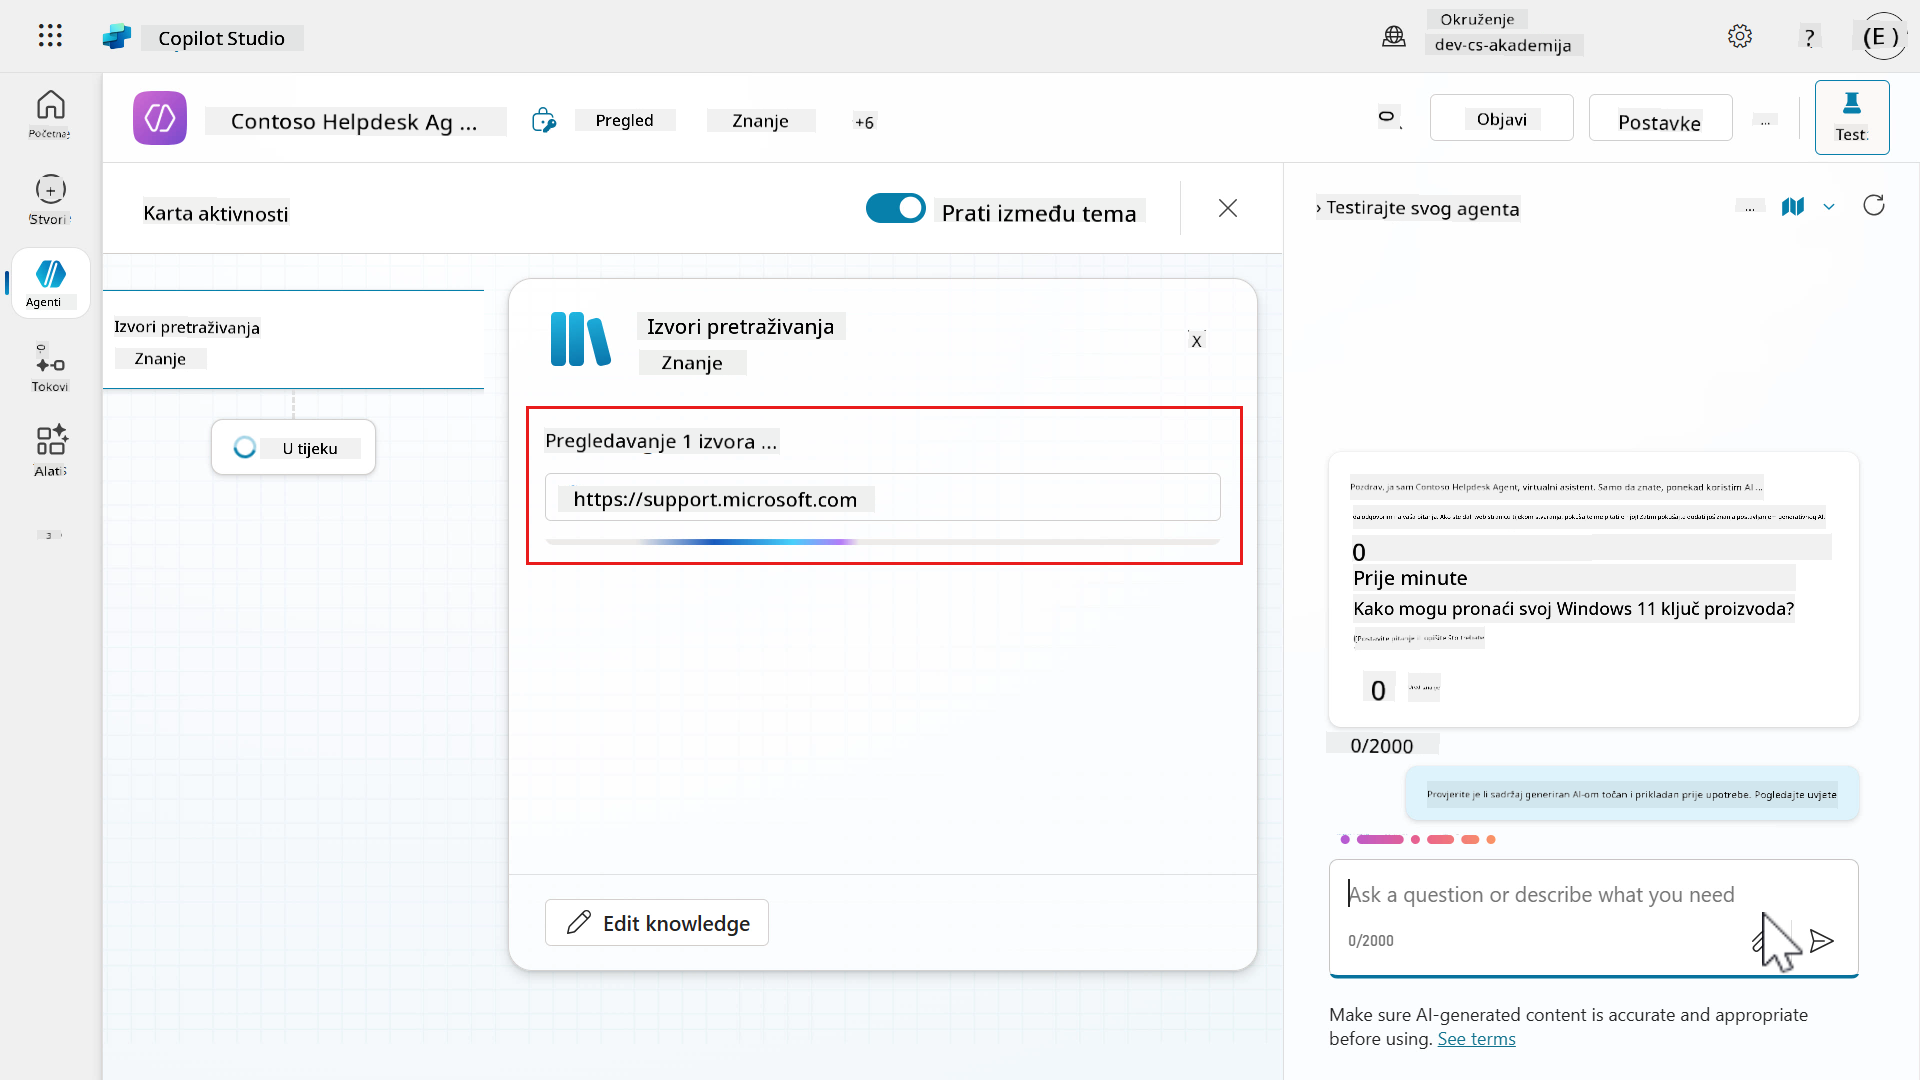 Copilot Studio
Okruženje
dev-cs-akademija
?
(E )
Početnaj
Stvori
Agenti
Tokovi
Alati
3
Contoso Helpdesk Ag ...
Pregled
Znanje
+6
Objavi
Postavke
...
Test
Karta aktivnosti
Prati između tema
Izvori pretraživanja
Znanje
U tijeku
Izvori pretraživanja
Znanje
X
Pregledavanje 1 izvora ...
https://support.microsoft.com
Edit knowledge
› Testirajte svog agenta
...
Pozdrav, ja sam Contoso Helpdesk Agent, virtualni asistent. Samo da znate, ponekad koristim AI ...
0
Prije minute
Kako mogu pronaći svoj Windows 11 ključ proizvoda?
0
0/2000
Provjerite je li sadržaj generiran AI-om točan i prikladan prije upotrebe. Pogledajte uvjete
Ask a question or describe what you need
0/2000
Make sure AI-generated content is accurate and appropriate
before using. See terms